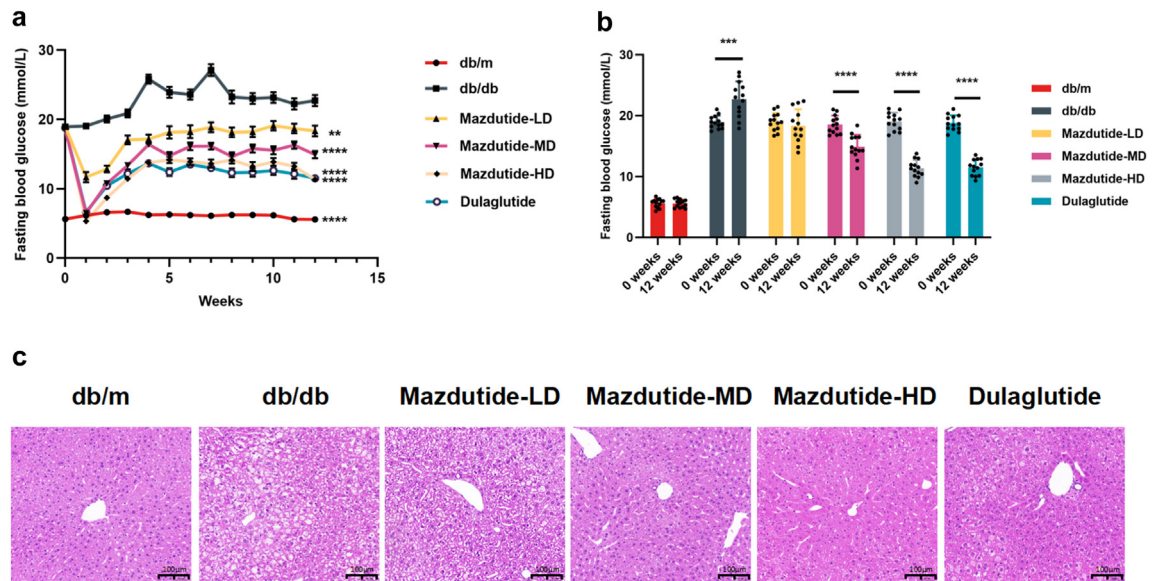 a
Fasting blood glucose (mmol/L)
30
20
10
0
0
5
10
15
Weeks
**
****
****
****
****
db/m
db/db
Mazdutide-LD
Mazdutide-MD
Mazdutide-HD
Dulaglutide
b
Fasting blood glucose (mmol/L)
30
20
10
0
***
****
****
****
0 weeks
12 weeks
0 weeks
12 weeks
0 weeks
12 weeks
0 weeks
12 weeks
0 weeks
12 weeks
0 weeks
12 weeks
db/m
db/db
Mazdutide-LD
Mazdutide-MD
Mazdutide-HD
Dulaglutide
c
db/m
db/db
Mazdutide-LD
Mazdutide-MD
Mazdutide-HD
Dulaglutide
100μm
100μm
100μm
100μm
100μm
100μm